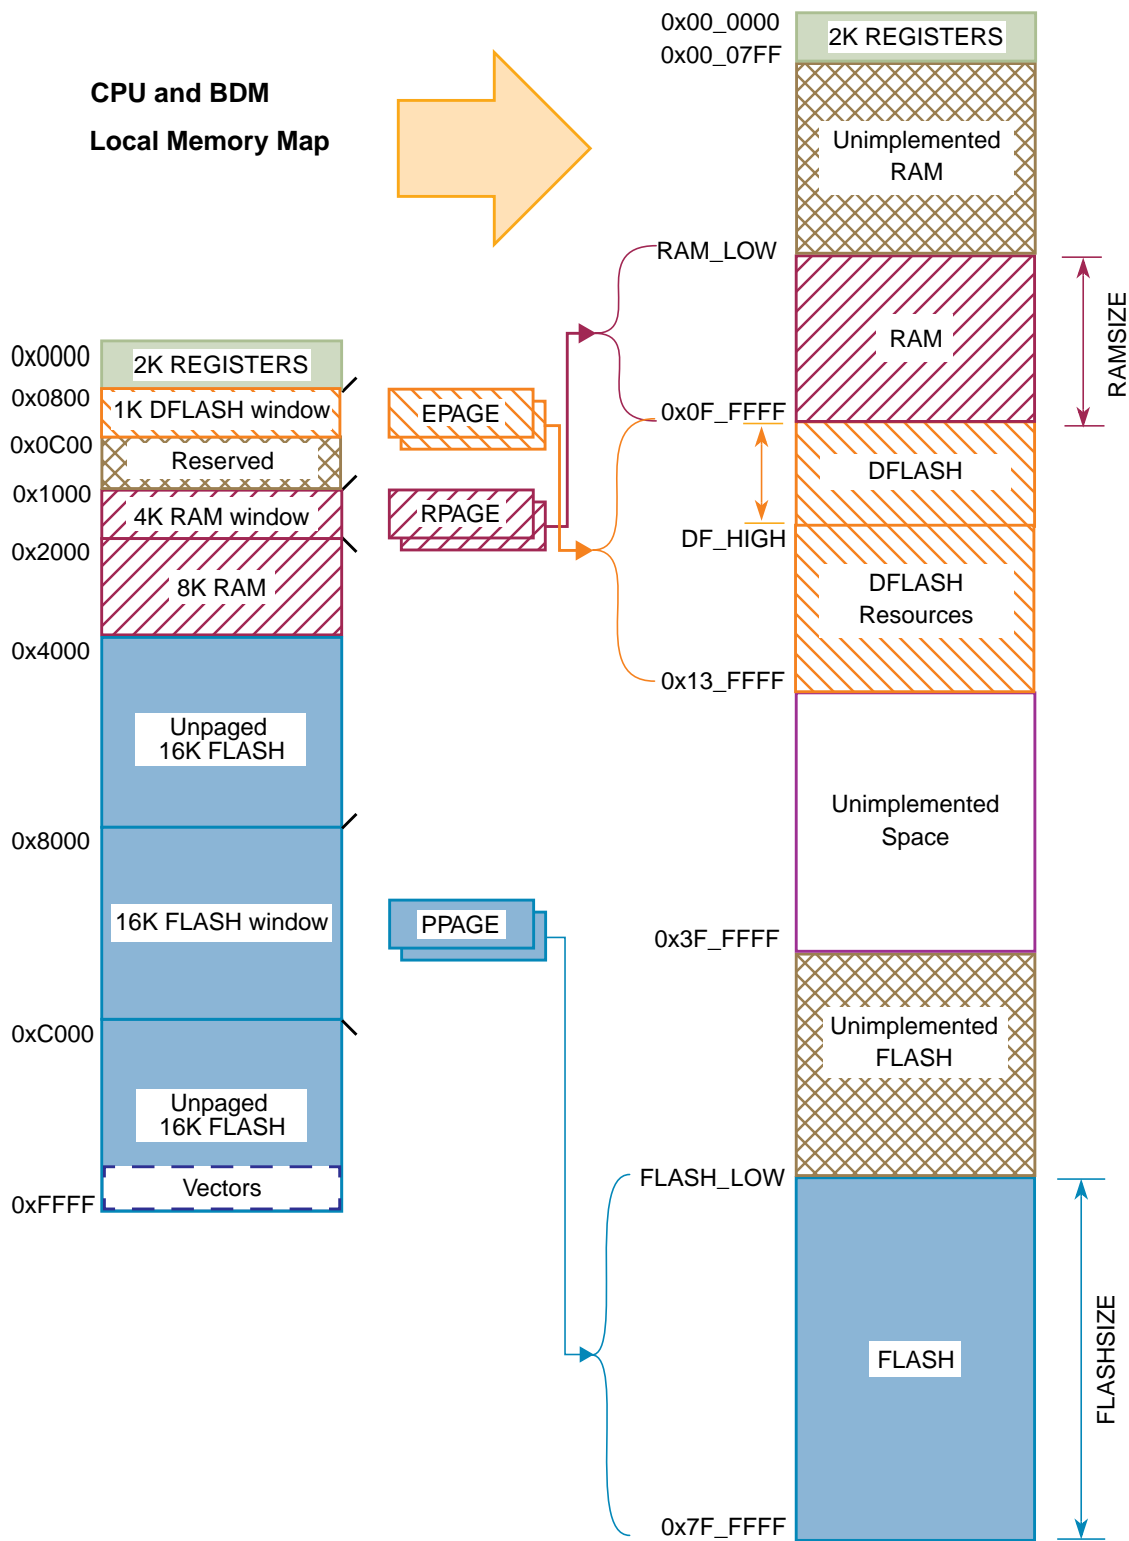 CPU and BDM
Local Memory Map
0x0000
2K REGISTERS
0x0800
1K DFLASH window
0x0C00
Reserved
0x1000
4K RAM window
0x2000
8K RAM
0x4000
Unpaged
16K FLASH
0x8000
16K FLASH window
0xC000
Unpaged
16K FLASH
Vectors
0xFFFF
EPAGE
RPAGE
PPAGE
0x00_0000
2K REGISTERS
0x00_07FF
Unimplemented
RAM
RAM_LOW
RAM
RAMSIZE
0x0F_FFFF
DFLASH
DF_HIGH
DFLASH
Resources
0x13_FFFF
Unimplemented
Space
0x3F_FFFF
Unimplemented
FLASH
FLASH_LOW
FLASH
FLASHSIZE
0x7F_FFFF